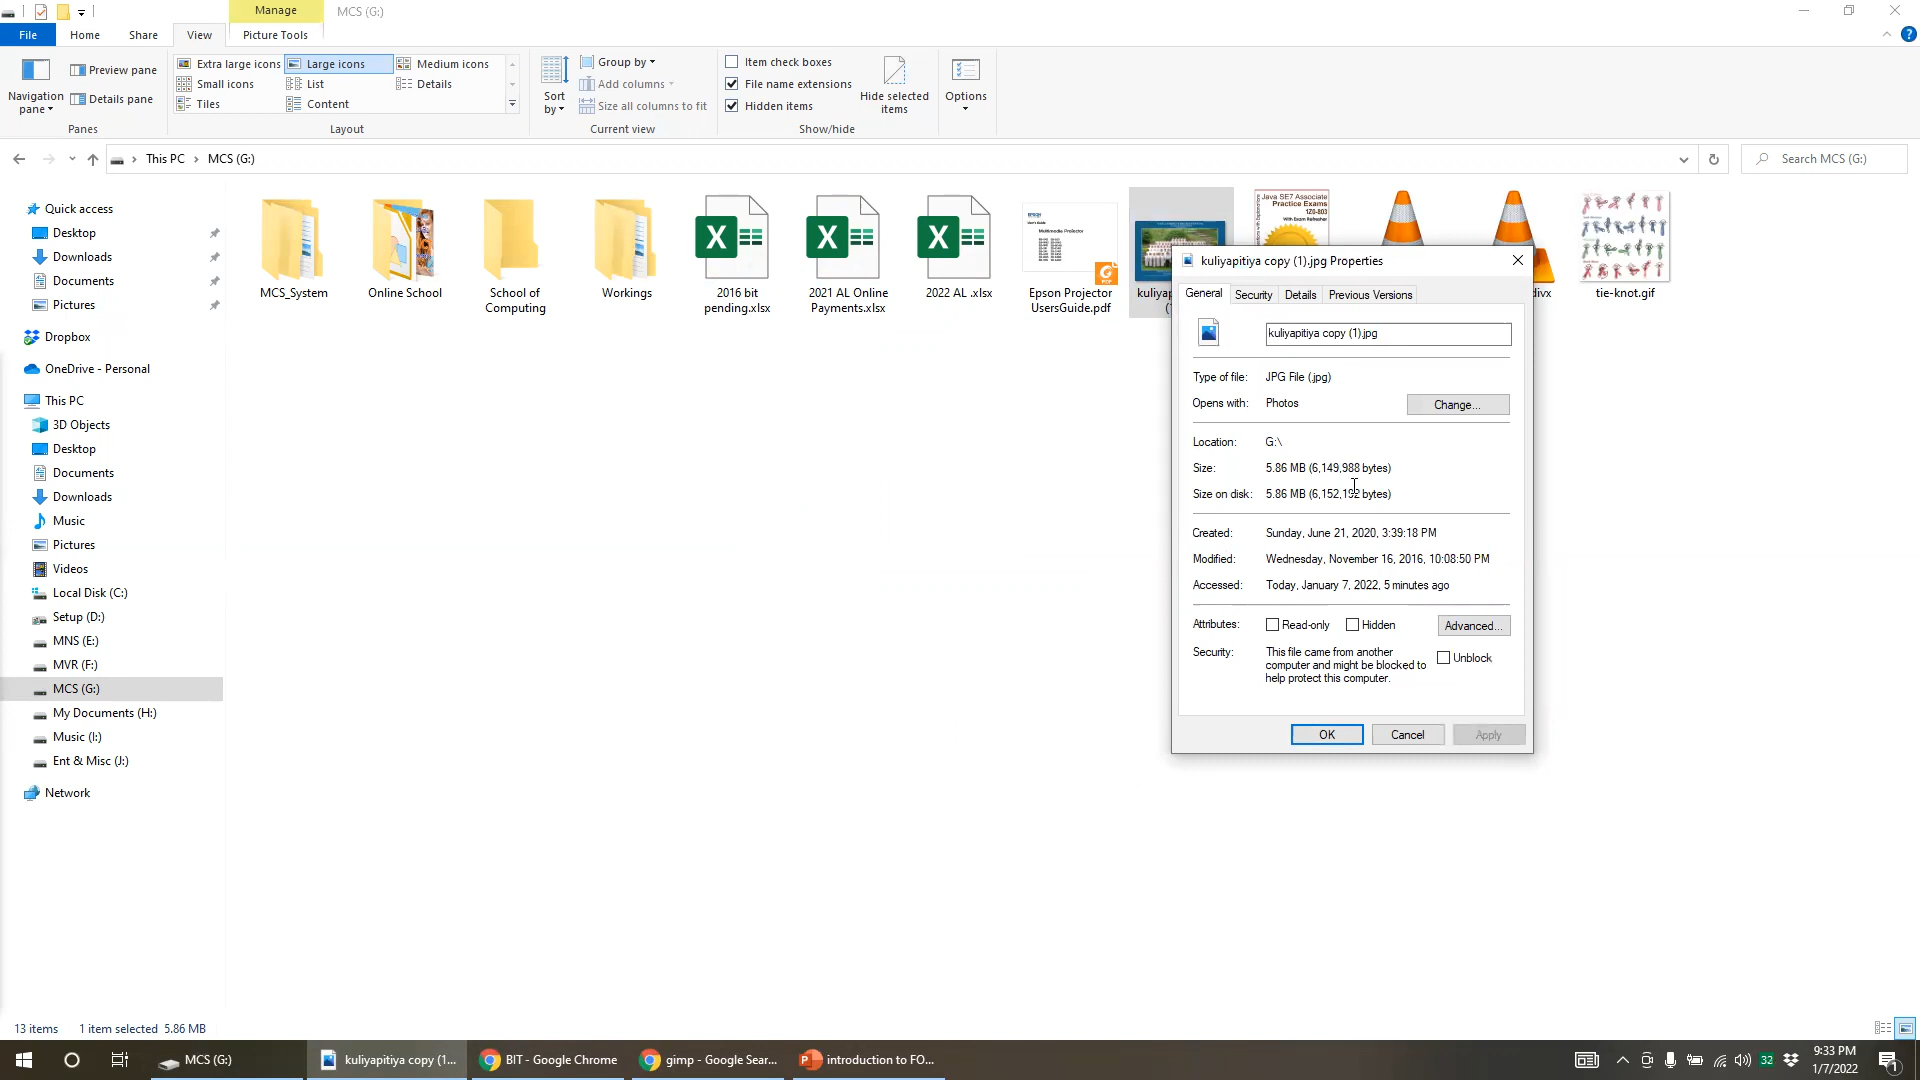 Manage
MCS (G:)
File
Home
Share
View
Picture Tools
Navigation pane
Preview pane
Details pane
Extra large icons
Large icons
Medium icons
Small icons
List
Details
Tiles
Content
Sort by
Group by
Add columns
Size all columns to fit
Item check boxes
File name extensions
Hidden items
Hide selected items
Options
Panes
Layout
Current view
Show/hide
This PC
MCS (G:)
Search MCS (G:)
Quick access
Desktop
Downloads
Documents
Pictures
Dropbox
OneDrive - Personal
This PC
3D Objects
Desktop
Documents
Downloads
Music
Pictures
Videos
Local Disk (C:)
Setup (D:)
MNS (E:)
MVR (F:)
MCS (G:)
My Documents (H:)
Music (I:)
Ent & Misc (J:)
Network
MCS_System
Online School
School of
Computing
Workings
2016 bit
pending.xlsx
2021 AL Online
Payments.xlsx
2022 AL .xlsx
EPSON
User's Guide
Multimedia Projector
Epson Projector
UsersGuide.pdf
kuliyap
Java SE7 Associate
Practice Exams
1Z0-803
With Exam Refresher
divx
tie-knot.gif
kuliyapitiya copy (1).jpg Properties
General
Security
Details
Previous Versions
kuliyapitiya copy (1).jpg
Type of file: JPG File (.jpg)
Opens with: Photos
Change...
Location: G:\
Size: 5.86 MB (6,149,988 bytes)
Size on disk: 5.86 MB (6,152,192 bytes)
Created: Sunday, June 21, 2020, 3:39:18 PM
Modified: Wednesday, November 16, 2016, 10:08:50 PM
Accessed: Today, January 7, 2022, 5 minutes ago
Attributes: Read-only Hidden
Advanced...
Security: This file came from another
computer and might be blocked to
help protect this computer.
Unblock
OK
Cancel
Apply
13 items
1 item selected 5.86 MB
MCS (G:)
kuliyapitiya copy (1...
BIT - Google Chrome
gimp - Google Sear...
introduction to FO...
32
9:33 PM
1/7/2022
1